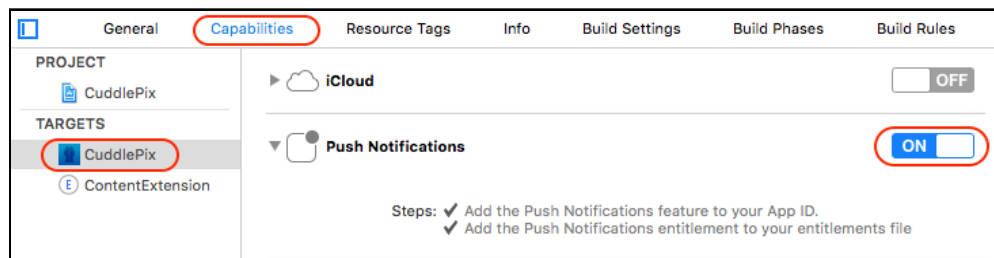 General Capabilities Resource Tags Info Build Settings Build Phases Build Rules
PROJECT
CuddlePix
TARGETS
CuddlePix
E ContentExtension
iCloud OFF
Push Notifications ON
Steps: ✓ Add the Push Notifications feature to your App ID.
✓ Add the Push Notifications entitlement to your entitlements file